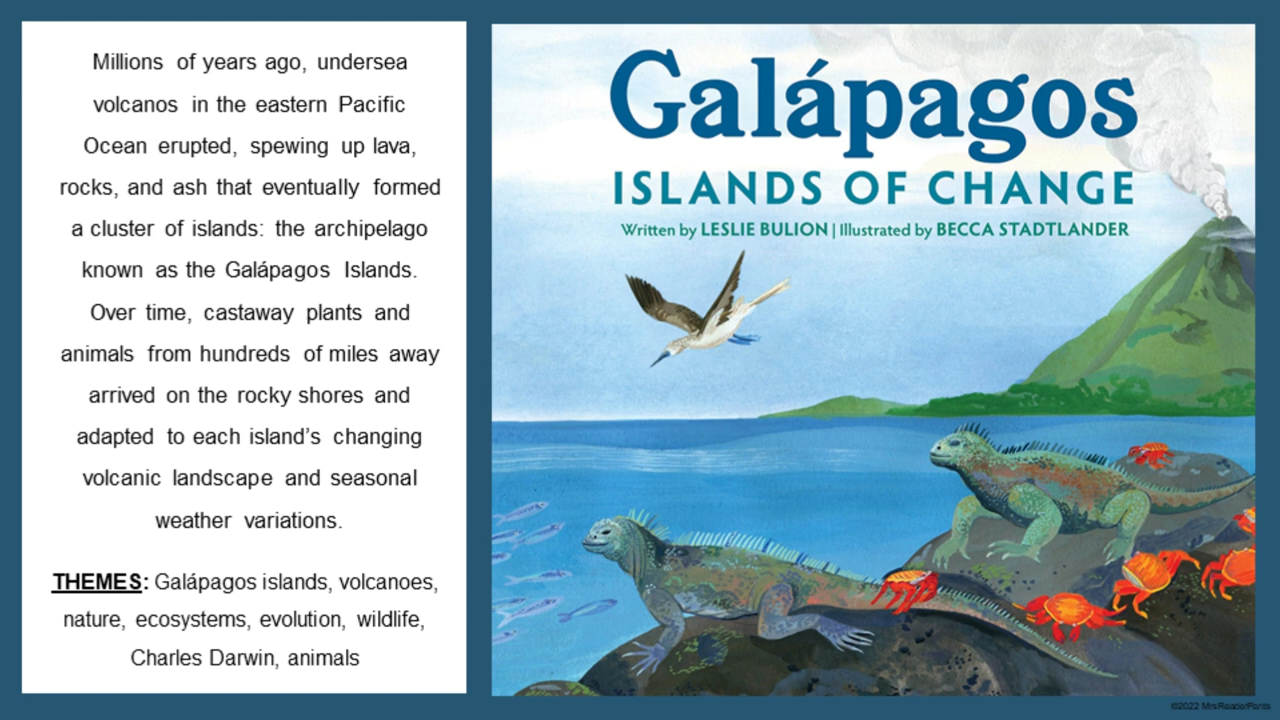 Millions of years ago, undersea
volcanos in the eastern Pacific
Ocean erupted, spewing up lava,
rocks, and ash that eventually formed
a cluster of islands: the archipelago
known as the Galápagos Islands.
Over time, castaway plants and
animals from hundreds of miles away
arrived on the rocky shores and
adapted to each island’s changing
volcanic landscape and seasonal
weather variations.
THEMES: Galápagos islands, volcanoes,
nature, ecosystems, evolution, wildlife,
Charles Darwin, animals
Galápagos
ISLANDS OF CHANGE
Written by LESLIE BULION | Illustrated by BECCA STADTLANDER
©2022 MrsReaderPants